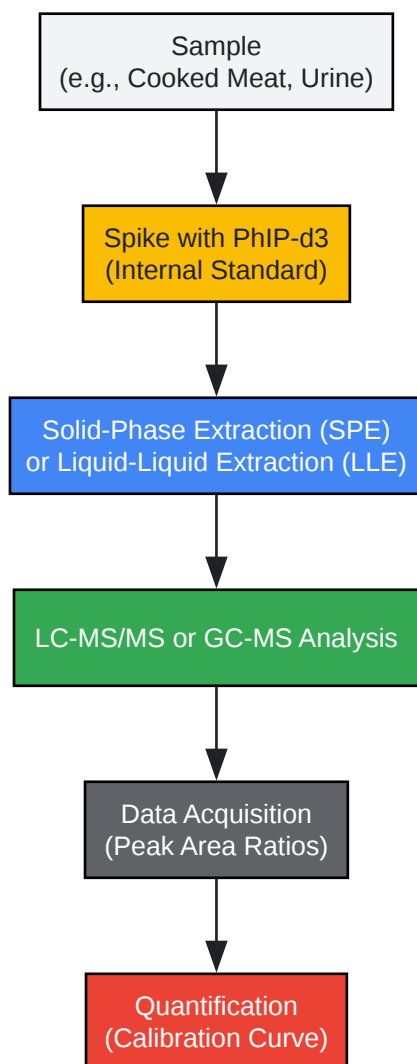 Sample
(e.g., Cooked Meat, Urine)
Spike with PhIP-d3
(Internal Standard)
Solid-Phase Extraction (SPE)
or Liquid-Liquid Extraction (LLE)
LC-MS/MS or GC-MS Analysis
Data Acquisition
(Peak Area Ratios)
Quantification
(Calibration Curve)